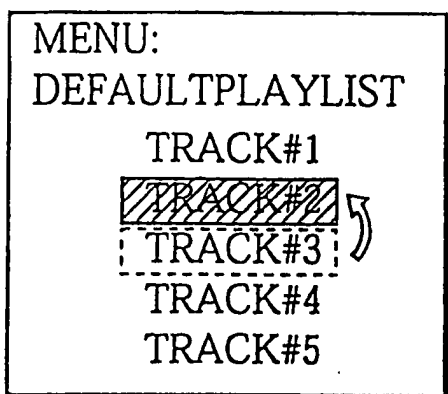 MENU:
DEFAULTPLAYLIST
TRACK#1
TRACK#2
TRACK#3
TRACK#4
TRACK#5